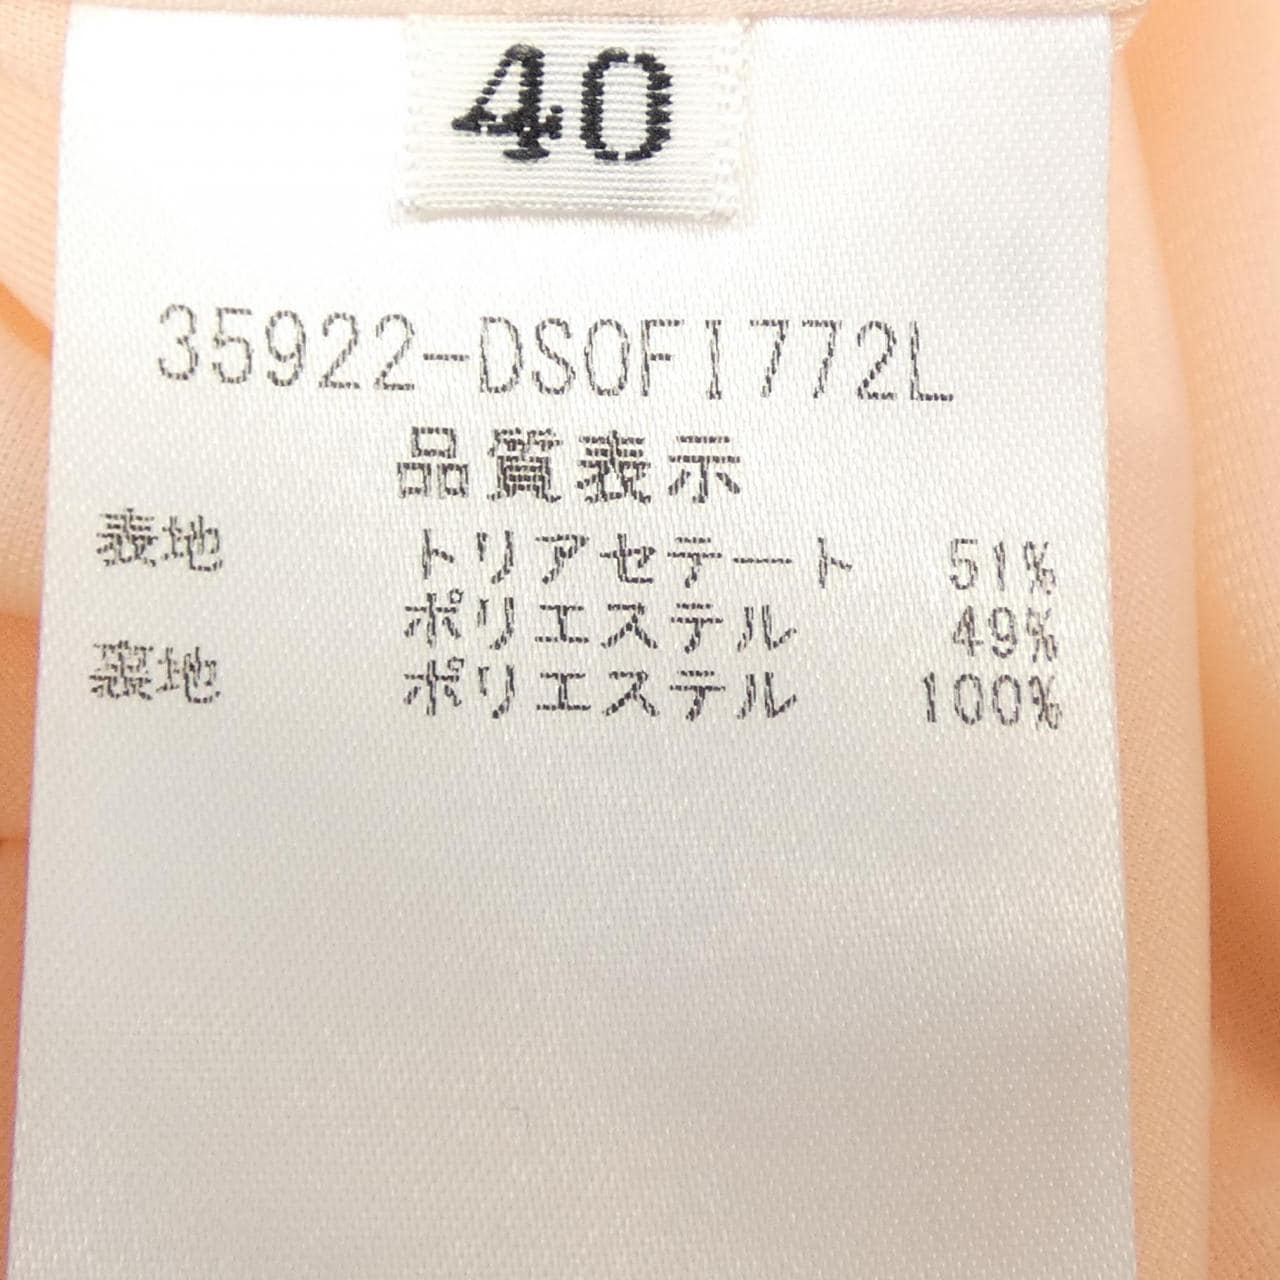 40
35922-DSOFI772L
品質表示
表地 トリアセテート 51%
ポリエステル 49%
裏地 ポリエステル 100%